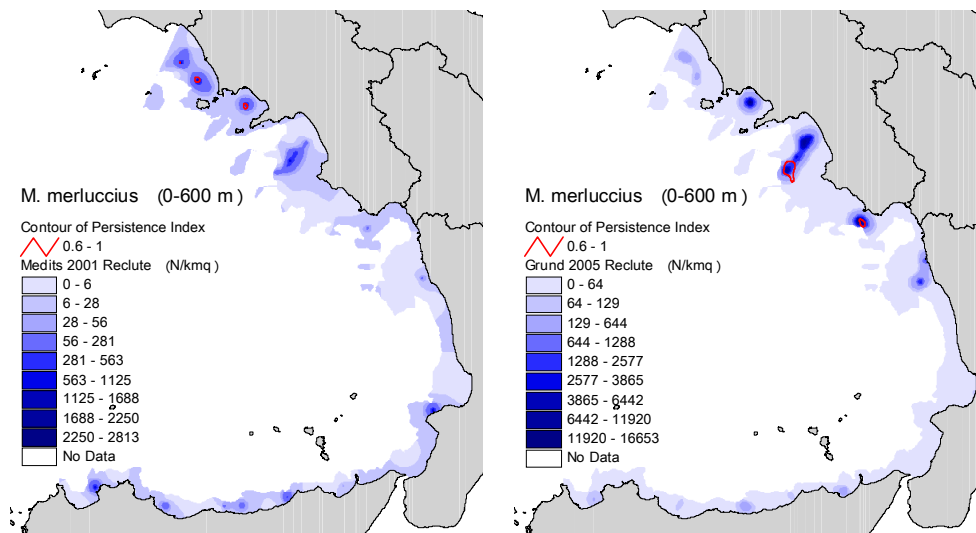 M. merluccius (0-600 m )
Contour of Persistence Index
0.6 - 1
Medits 2001 Reclute (N/kmq)
0 - 6
6 - 28
28 - 56
56 - 281
281 - 563
563 - 1125
1125 - 1688
1688 - 2250
2250 - 2813
No Data
M. merluccius (0-600 m )
Contour of Persistence Index
0.6 - 1
Grund 2005 Reclute (N/kmq )
0 - 64
64 - 129
129 - 644
644 - 1288
1288 - 2577
2577 - 3865
3865 - 6442
6442 - 11920
11920 - 16653
No Data